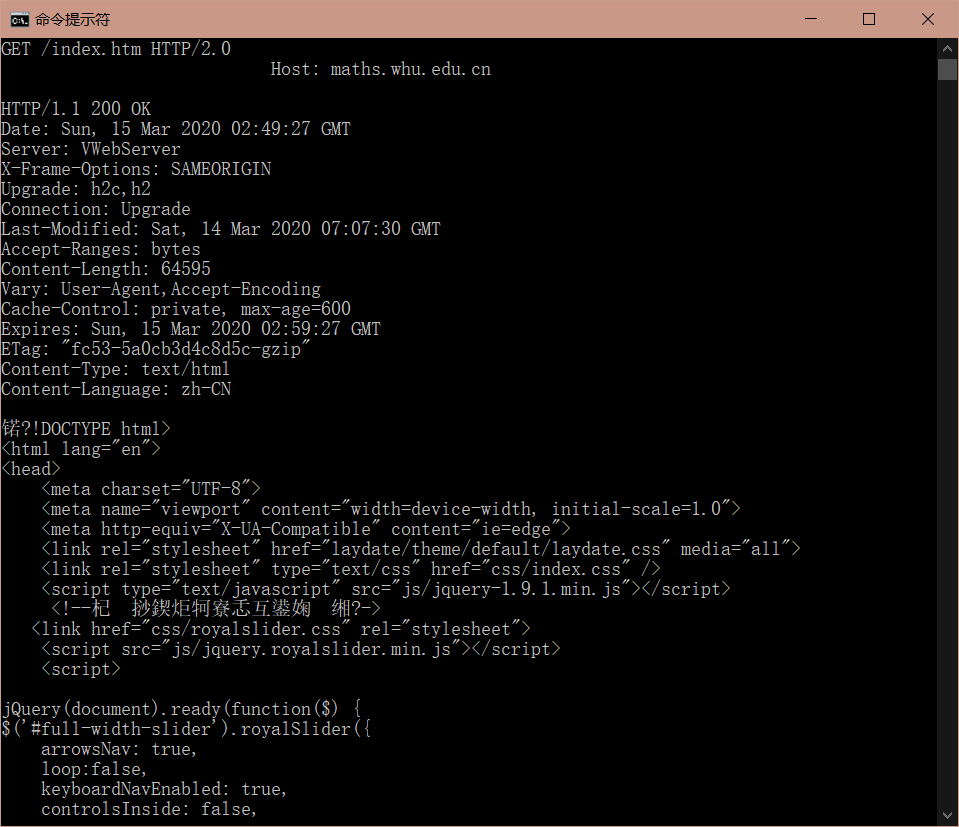 命令提示符
GET /index.htm HTTP/2.0
Host: maths.whu.edu.cn
HTTP/1.1 200 OK
Date: Sun, 15 Mar 2020 02:49:27 GMT
Server: VWebServer
X-Frame-Options: SAMEORIGIN
Upgrade: h2c,h2
Connection: Upgrade
Last-Modified: Sat, 14 Mar 2020 07:07:30 GMT
Accept-Ranges: bytes
Content-Length: 64595
Vary: User-Agent,Accept-Encoding
Cache-Control: private, max-age=600
Expires: Sun, 15 Mar 2020 02:59:27 GMT
ETag: "fc53-5a0cb3d4c8d5c-gzip"
Content-Type: text/html
Content-Language: zh-CN
锘?!DOCTYPE html>
<html lang="en">
<head>
<meta charset="UTF-8">
<meta name="viewport" content="width=device-width, initial-scale=1.0">
<meta http-equiv="X-UA-Compatible" content="ie=edge">
<link rel="stylesheet" href="laydate/theme/default/laydate.css" media="all">
<link rel="stylesheet" type="text/css" href="css/index.css" />
<script type="text/javascript" src="js/jquery-1.9.1.min.js"></script>
<!--杞 挱鍥炬牱寮忎互鍙婅 缃?->
<link href="css/royalslider.css" rel="stylesheet">
<script src="js/jquery.royalslider.min.js"></script>
<script>
jQuery(document).ready(function($) {
$('#full-width-slider').royalSlider({
arrowsNav: true,
loop:false,
keyboardNavEnabled: true,
controlsInside: false,